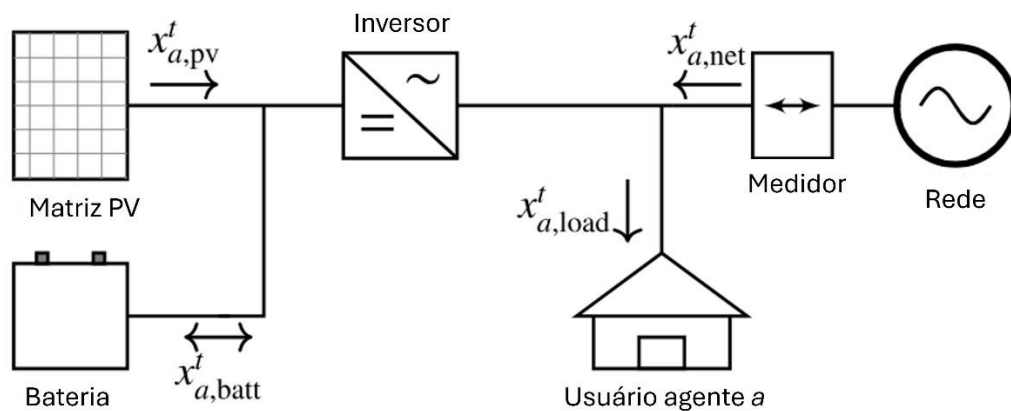 Inversor
x^t_{a,pv}
x^t_{a,net}
Matriz PV
Medidor
Rede
x^t_{a,load}
x^t_{a,batt}
Bateria
Usuário agente a